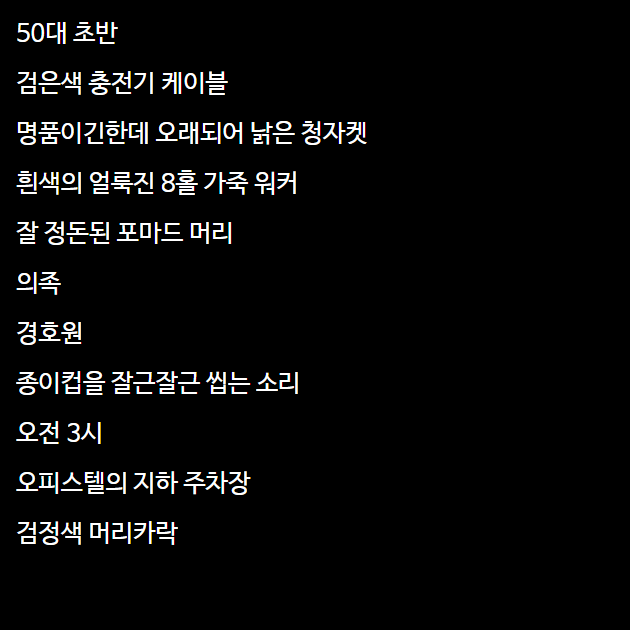 50대 초반
검은색 충전기 케이블
명품이긴한데 오래되어 낡은 청자켓
흰색의 얼룩진 8홀 가죽 워커
잘 정돈된 포마드 머리
의족
경호원
종이컵을 잘근잘근 씹는 소리
오전 3시
오피스텔의 지하 주차장
검정색 머리카락